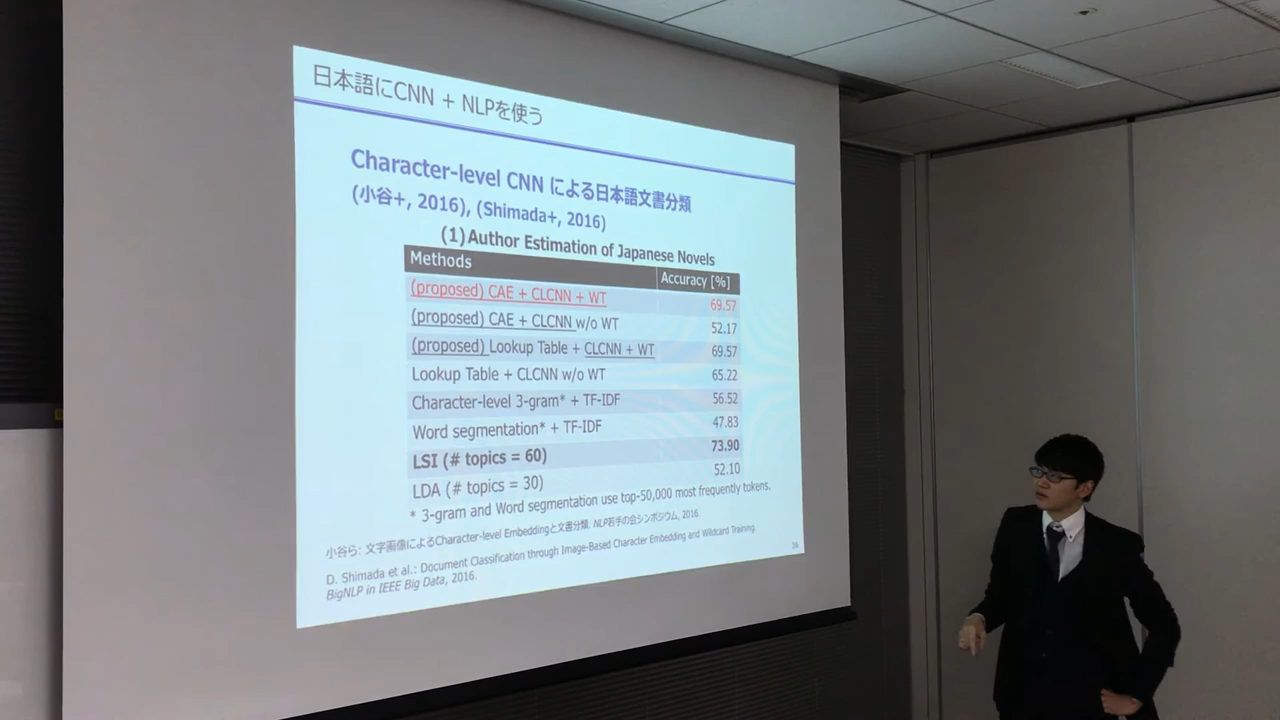 日本語にCNN + NLPを使う
Character-level CNN による日本語文書分類
(小谷+, 2016), (Shimada+, 2016)
(1) Author Estimation of Japanese Novels
Methods Accuracy [%]
(proposed) CAE + CLCNN + WT 69.57
(proposed) CAE + CLCNN w/o WT 52.17
(proposed) Lookup Table + CLCNN + WT 69.57
Lookup Table + CLCNN w/o WT 65.22
Character-level 3-gram* + TF-IDF 56.52
Word segmentation* + TF-IDF 47.83
LSI (# topics = 60) 73.90
LDA (# topics = 30) 52.10
* 3-gram and Word segmentation use top-50,000 most frequently tokens.
小谷ら: 文字画像によるCharacter-level Embeddingと文書分類. NLP若手の会シンポジウム, 2016.
D. Shimada et al.: Document Classification through Image-Based Character Embedding and Wildcard Training.
BigNLP in IEEE Big Data, 2016.